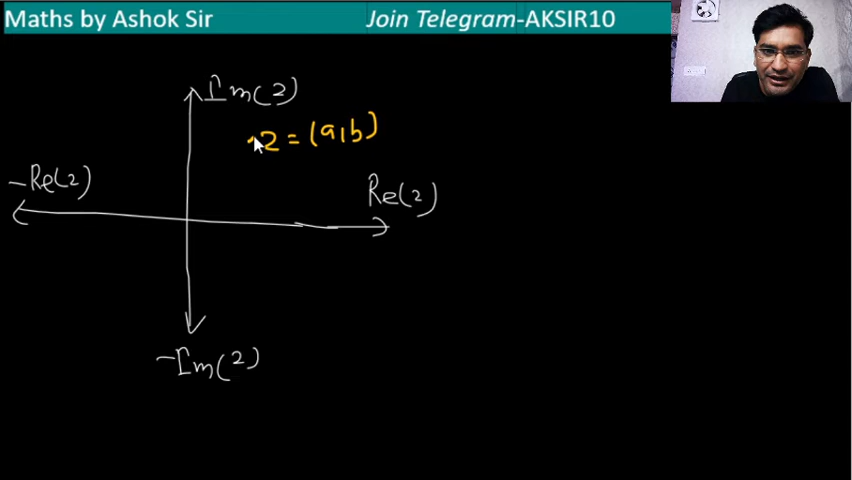 Maths by Ashok Sir Join Telegram-AKSIR10
Im(z)
z = (a, b)
-Re(z)
Re(z)
-Im(z)